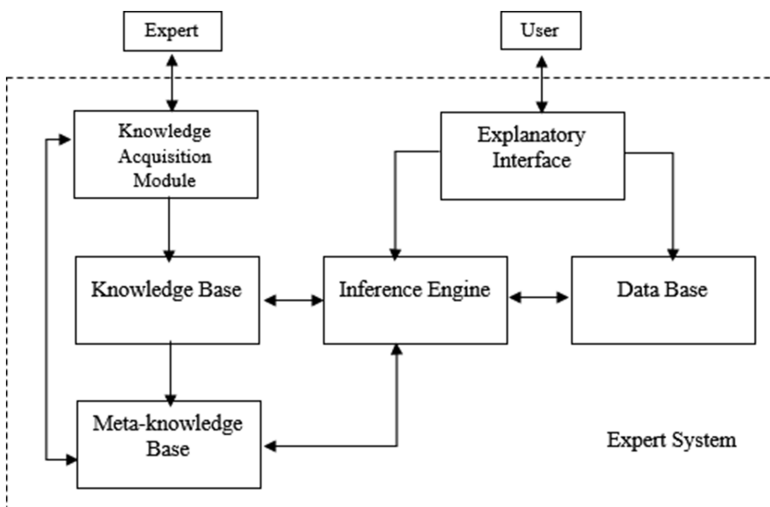 Expert
User
Knowledge
Acquisition
Module
Explanatory
Interface
Knowledge Base
Inference Engine
Data Base
Meta-knowledge
Base
Expert System